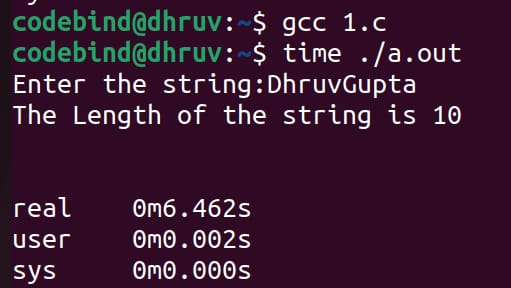 codebind@dhruv:~$ gcc 1.c
codebind@dhruv:~$ time ./a.out
Enter the string:DhruvGupta
The Length of the string is 10
real 0m6.462s
user 0m0.002s
sys 0m0.000s